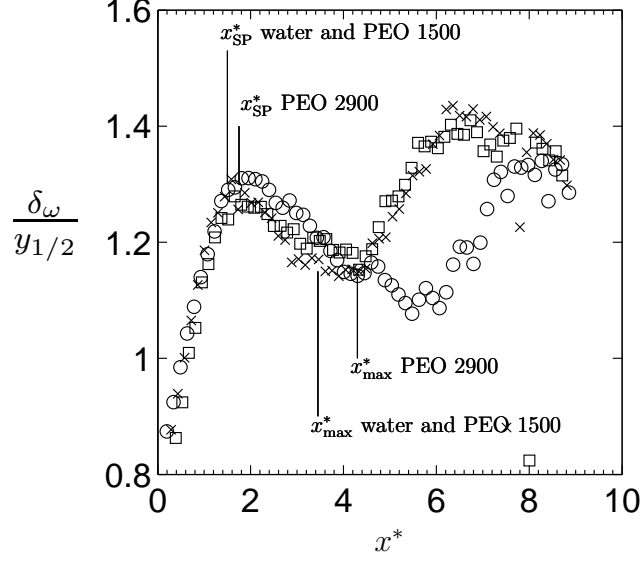 1.6
x*SP water and PEO 1500
x*SP PEO 2900
1.4
δω
y1/2
1.2
1
x*max PEO 2900
x*max water and PEO 1500
0.8
0 2 4 6 8 10
x*